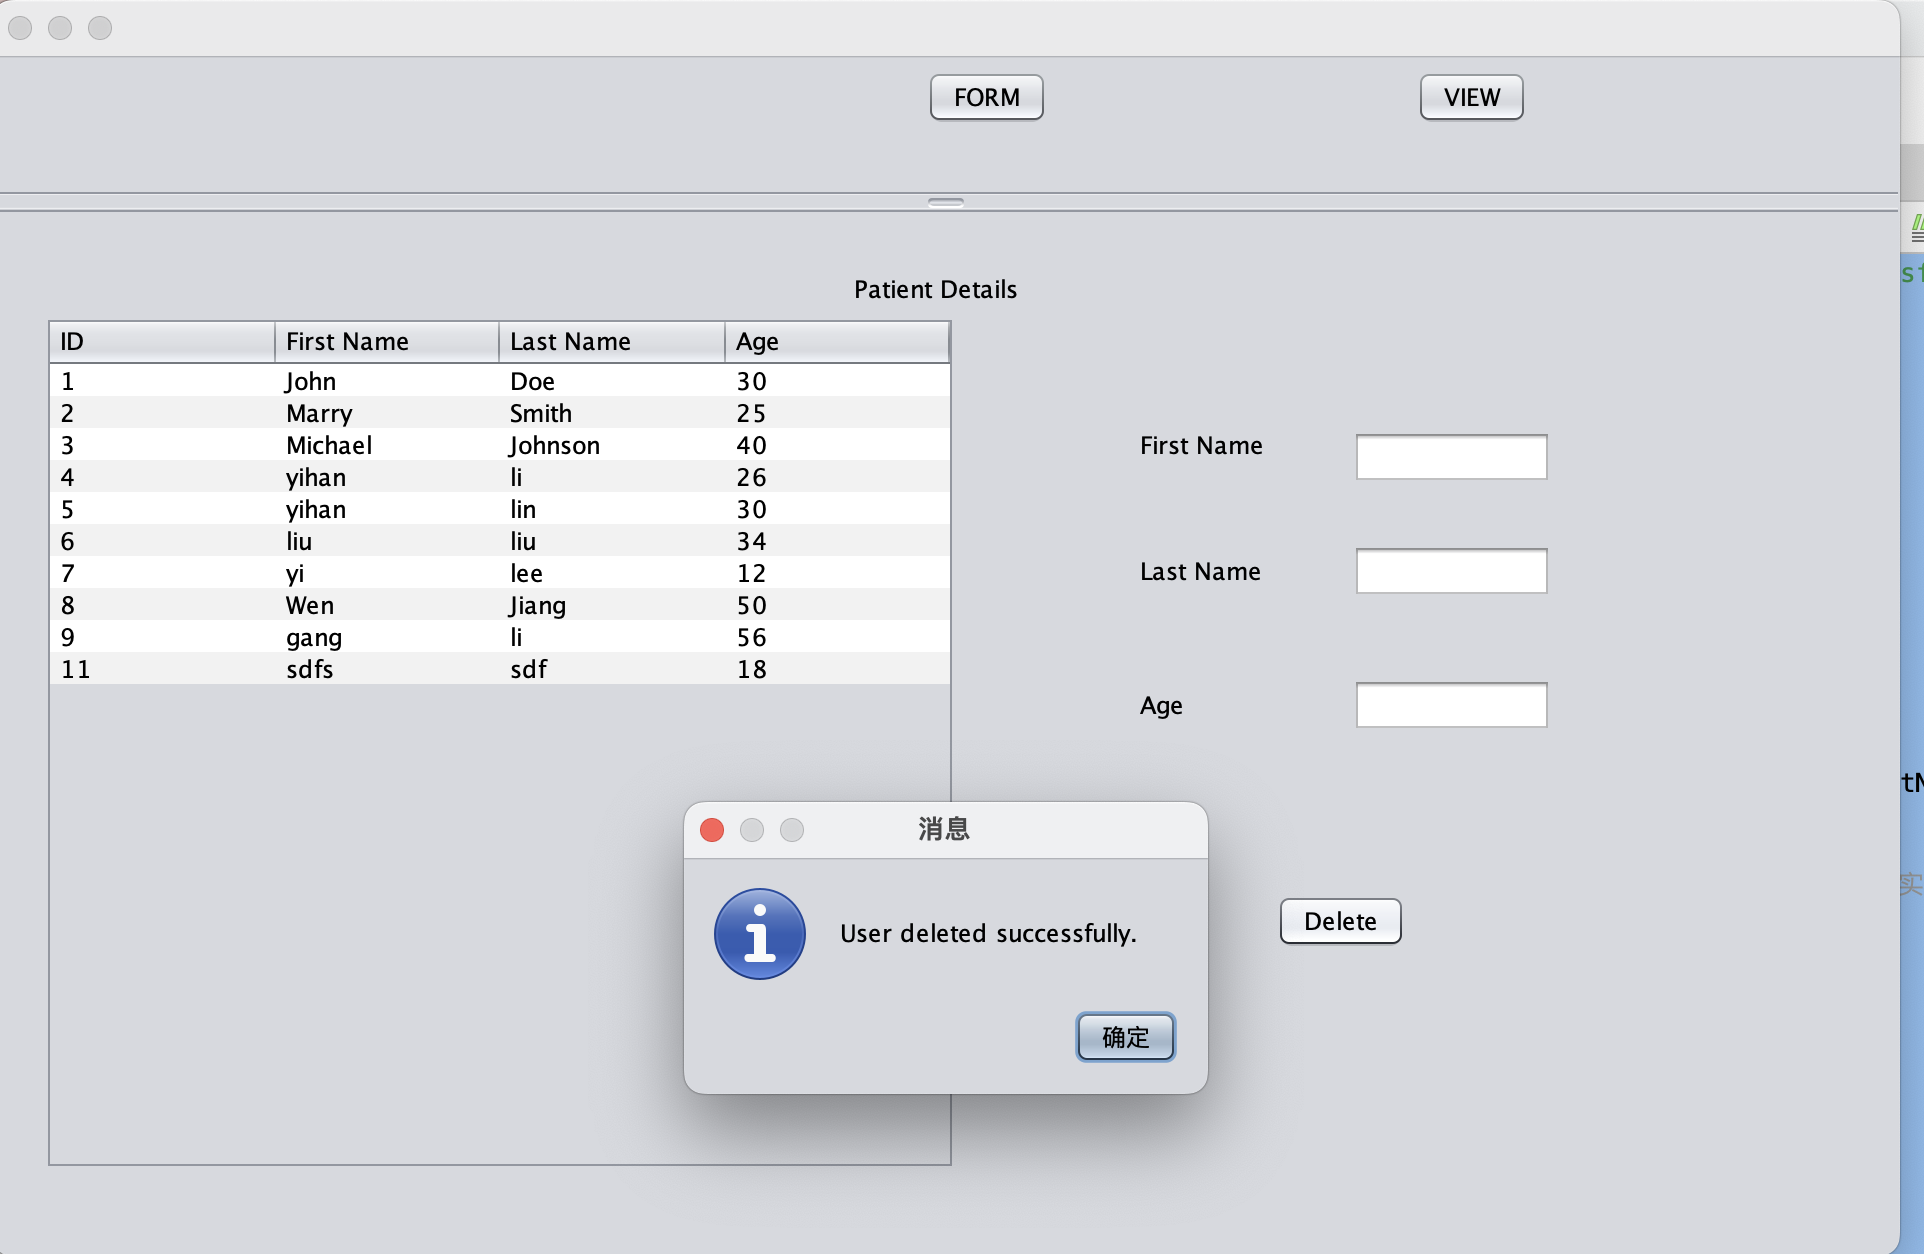 FORM VIEW
Patient Details
ID First Name Last Name Age
1 John Doe 30
2 Marry Smith 25
3 Michael Johnson 40
4 yihan li 26
5 yihan lin 30
6 liu liu 34
7 yi lee 12
8 Wen Jiang 50
9 gang li 56
11 sdfs sdf 18
First Name
Last Name
Age
Delete
消息
User deleted successfully.
确定
tM
实